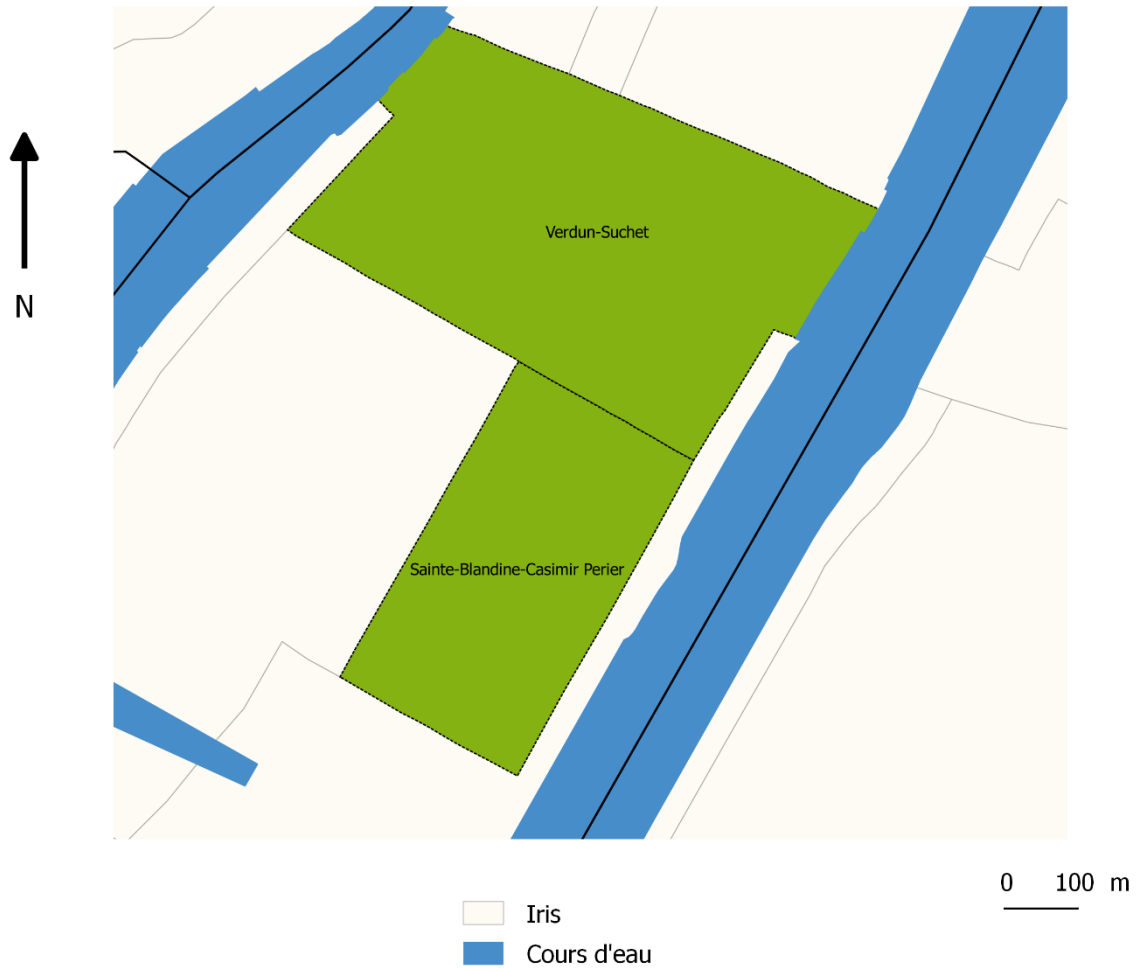 N
Verdun-Suchet
Sainte-Blandine-Casimir Perier
0 100 m
Iris
Cours d'eau